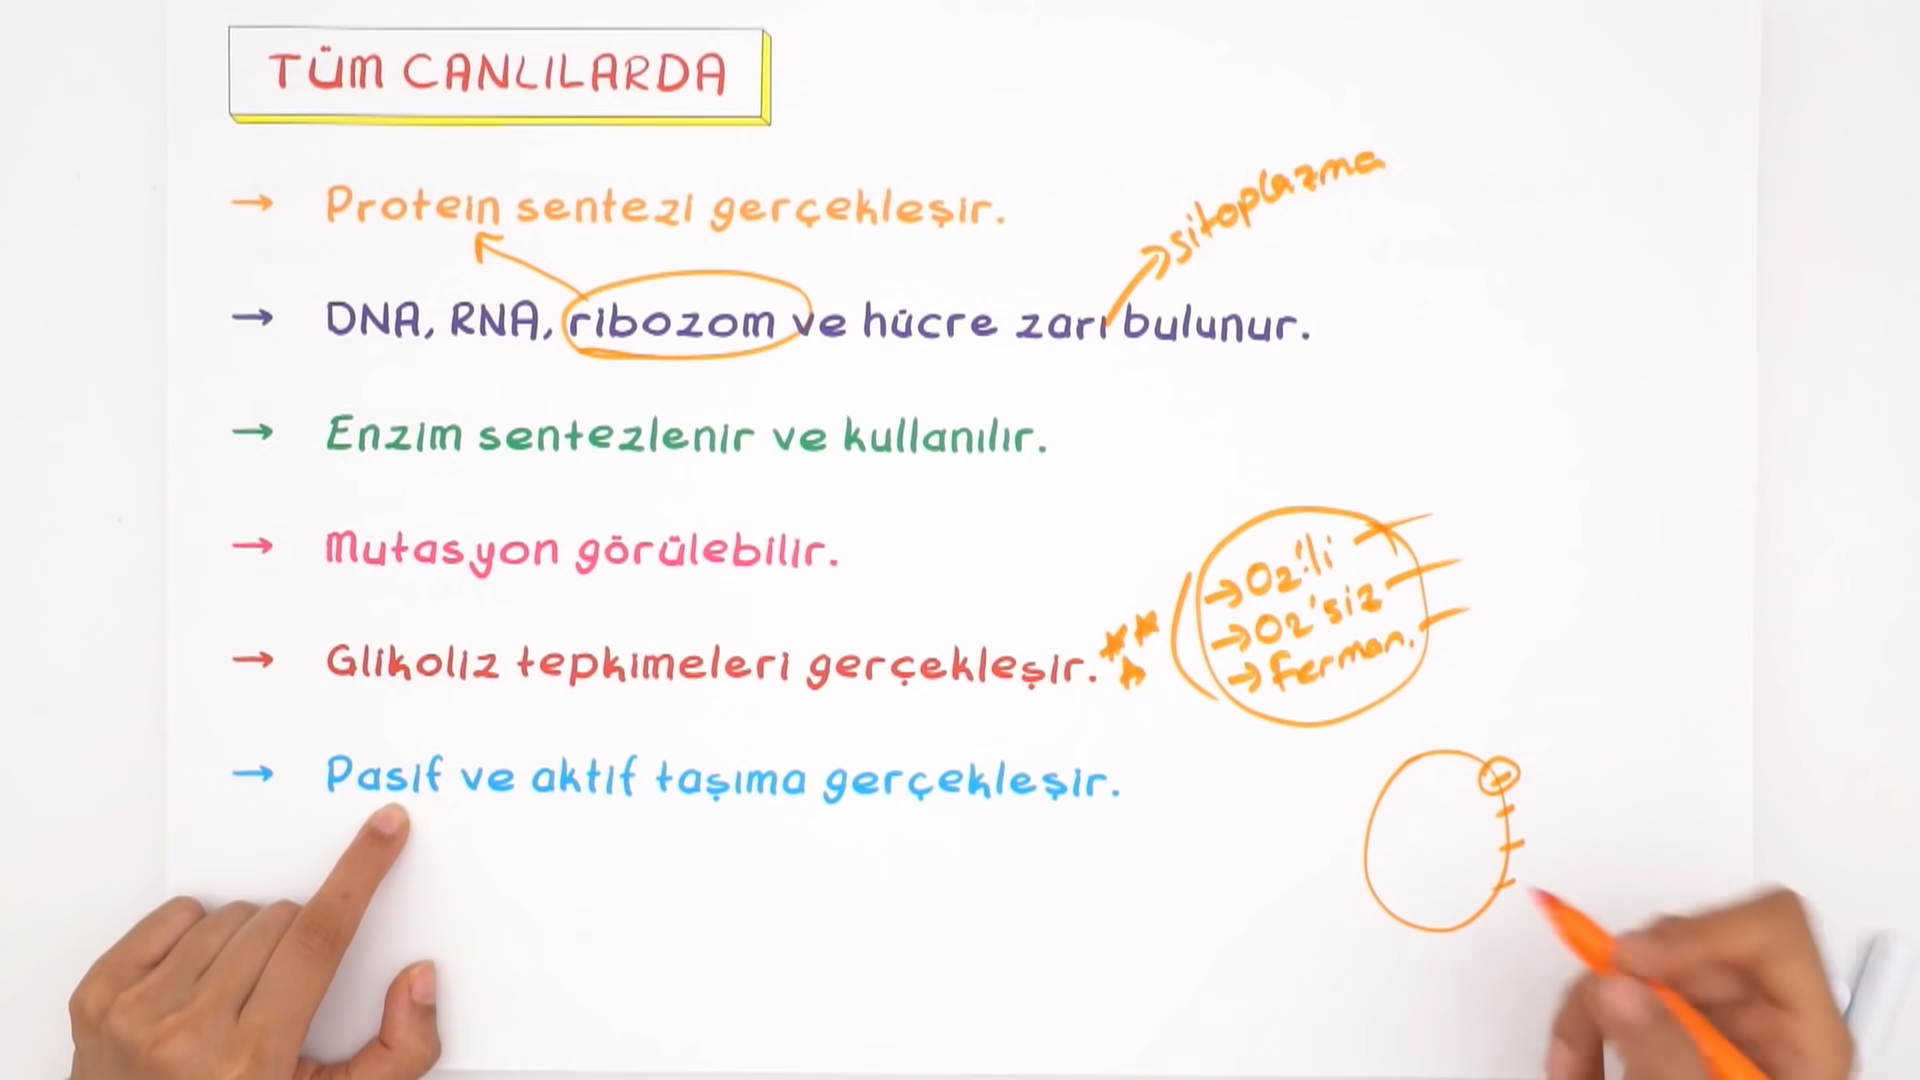 TÜM CANLILARDA
→ Protein sentezi gerçekleşir.
sitoplazma
→ DNA, RNA, ribozom ve hücre zarı bulunur.
→ Enzim sentezlenir ve kullanılır.
→ Mutasyon görülebilir.
→ O2'li
→ O2'siz
→ Ferman.
→ Glikoliz tepkimeleri gerçekleşir.
→ Pasif ve aktif taşıma gerçekleşir.